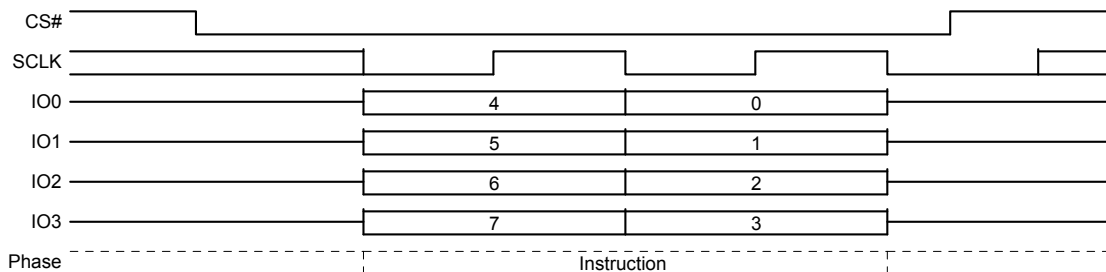 CS#
SCLK
IO0 4 0
IO1 5 1
IO2 6 2
IO3 7 3
Phase Instruction